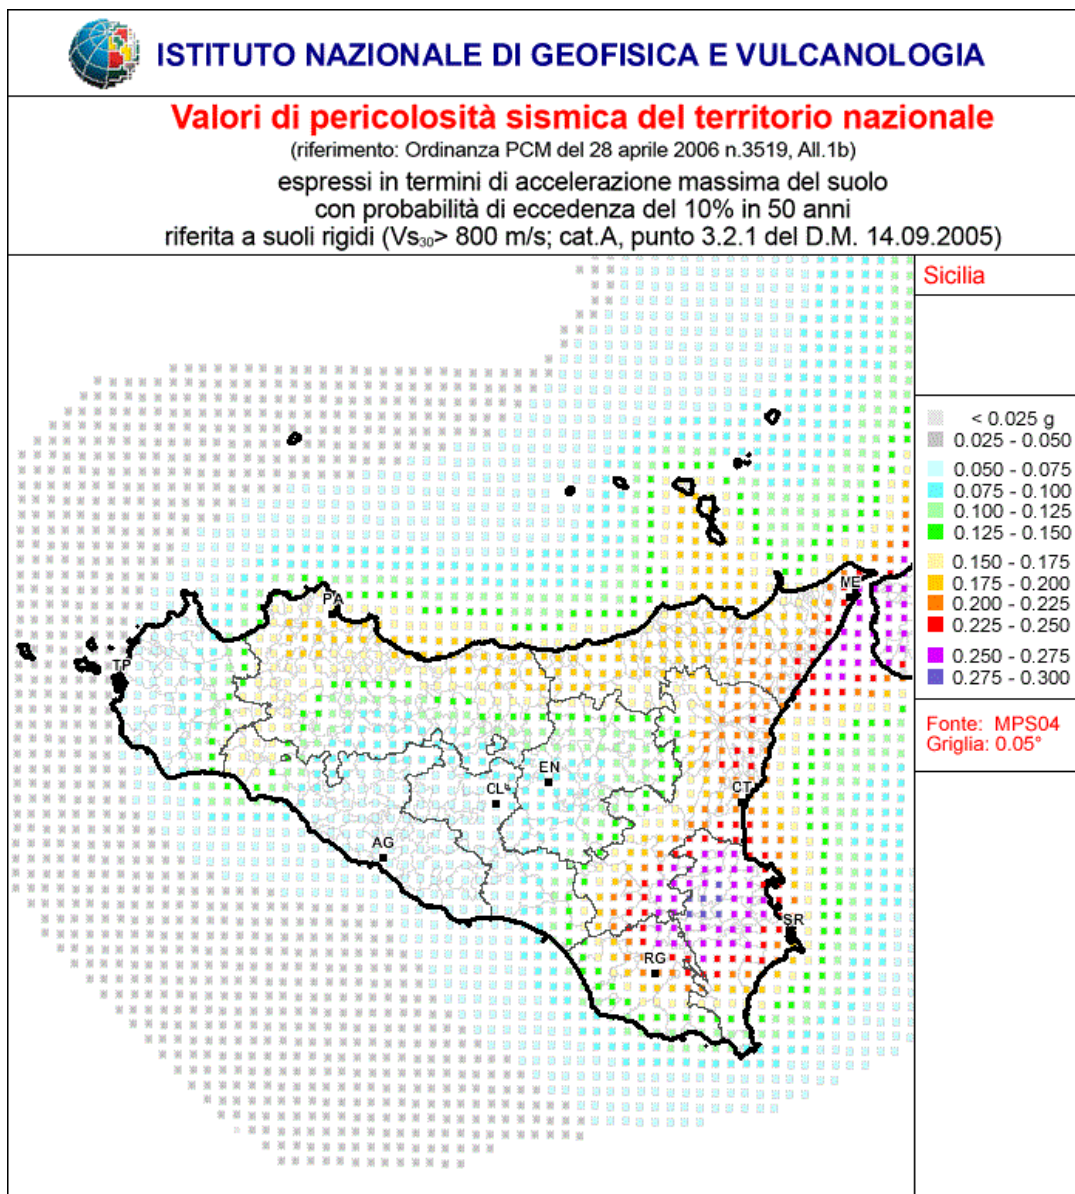 ISTITUTO NAZIONALE DI GEOFISICA E VULCANOLOGIA
Valori di pericolosità sismica del territorio nazionale
(riferimento: Ordinanza PCM del 28 aprile 2006 n.3519, All.1b)
espressi in termini di accelerazione massima del suolo
con probabilità di eccedenza del 10% in 50 anni
riferita a suoli rigidi (Vs30> 800 m/s; cat.A, punto 3.2.1 del D.M. 14.09.2005)
Sicilia
< 0.025 g
0.025 - 0.050
0.050 - 0.075
0.075 - 0.100
0.100 - 0.125
0.125 - 0.150
0.150 - 0.175
0.175 - 0.200
0.200 - 0.225
0.225 - 0.250
0.250 - 0.275
0.275 - 0.300
Fonte: MPS04
Griglia: 0.05°
ME
PA
TP
EN
CL
CT
AG
SR
RG